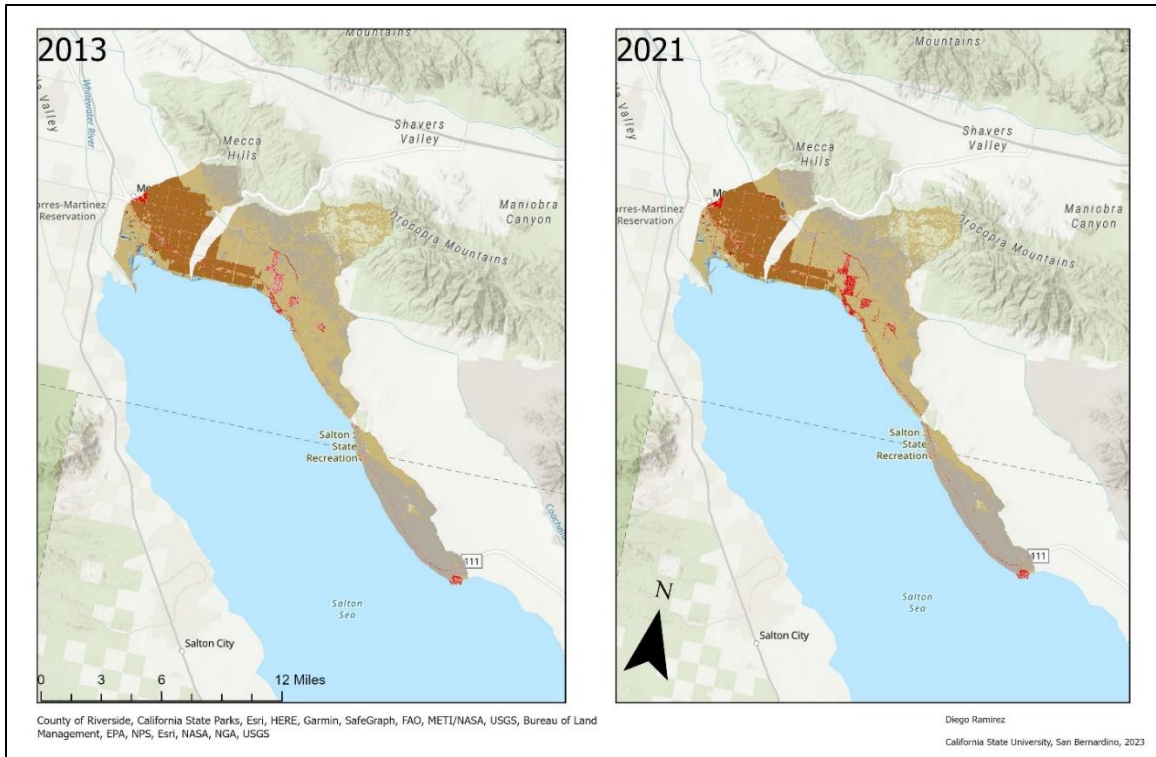 2013
Mountains
Whitewater River
Valley
Mecca
Hills
Shavers
Valley
orres-Martinez
Reservation
Maniobra
Canyon
Orocopia Mountains
Salton
State
Recreation
Coachella
111
Salton
Sea
Salton City
0 3 6 12 Miles
County of Riverside, California State Parks, Esri, HERE, Garmin, SafeGraph, FAO, METI/NASA, USGS, Bureau of Land
Management, EPA, NPS, Esri, NASA, NGA, USGS
2021
Mountains
Valley
Mecca
Hills
Shavers
Valley
orres-Martinez
Reservation
Maniobra
Canyon
Orocopia Mountains
Salton
State
Recreation
111
N
Salton
Sea
Salton City
Diego Ramirez
California State University, San Bernardino, 2023